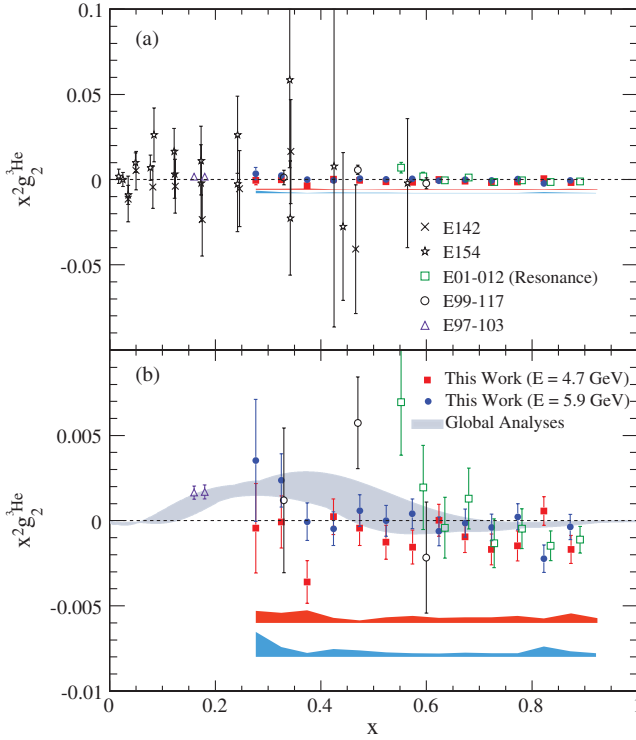 0.1
(a)
0.05
0
-0.05
x²g₂³He
E142
E154
E01-012 (Resonance)
E99-117
E97-103
(b)
This Work (E = 4.7 GeV)
This Work (E = 5.9 GeV)
Global Analyses
0.005
0
-0.005
-0.01
x²g₂³He
0 0.2 0.4 0.6 0.8 1
x